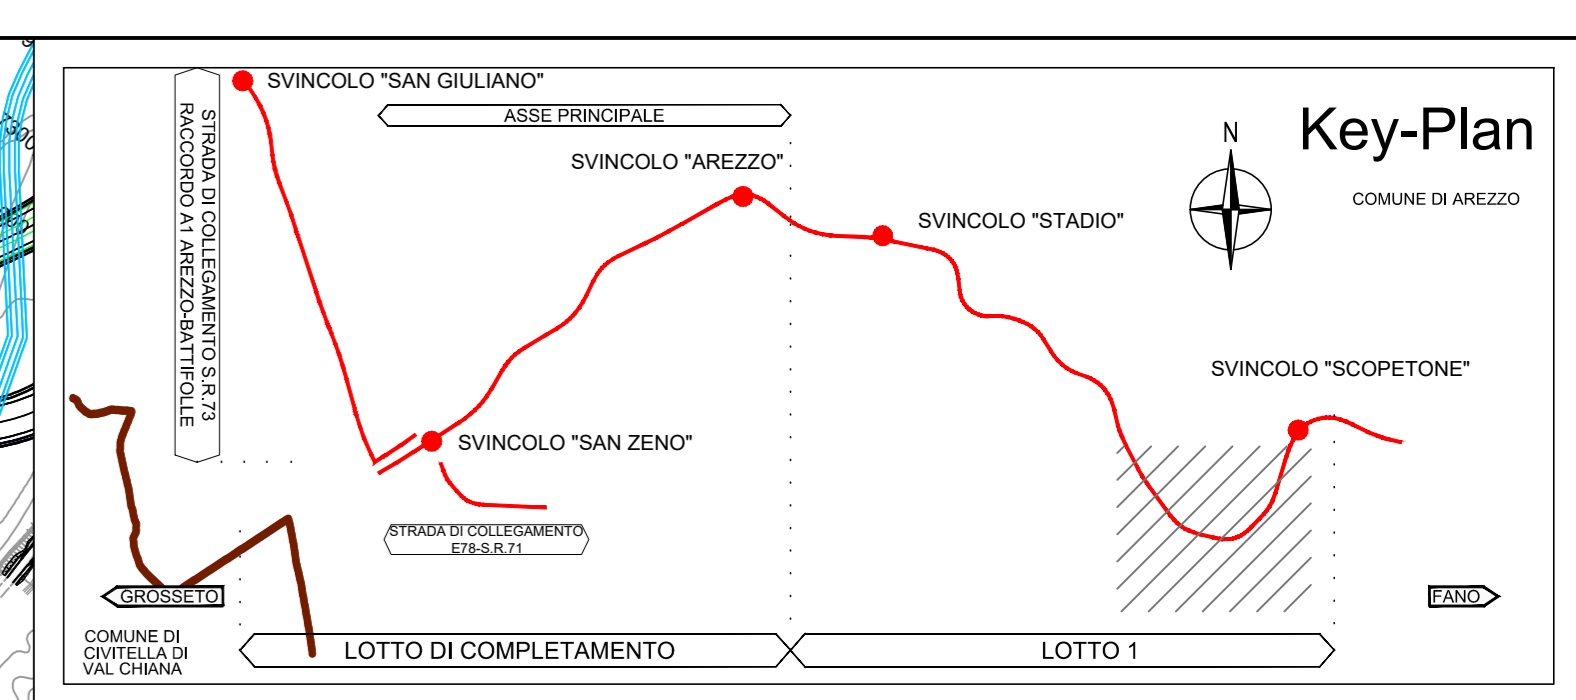 SVINCOLO "SAN GIULIANO"
ASSE PRINCIPALE
STRADA DI COLLEGAMENTO S.R.73
RACCORDO A1 AREZZO-BATTIFOLLE
SVINCOLO "AREZZO"
N
Key-Plan
COMUNE DI AREZZO
SVINCOLO "STADIO"
SVINCOLO "SCOPETONE"
SVINCOLO "SAN ZENO"
STRADA DI COLLEGAMENTO
E78-S.R.71
GROSSETO
FANO
COMUNE DI
CIVITELLA DI
VAL CHIANA
LOTTO DI COMPLETAMENTO
LOTTO 1